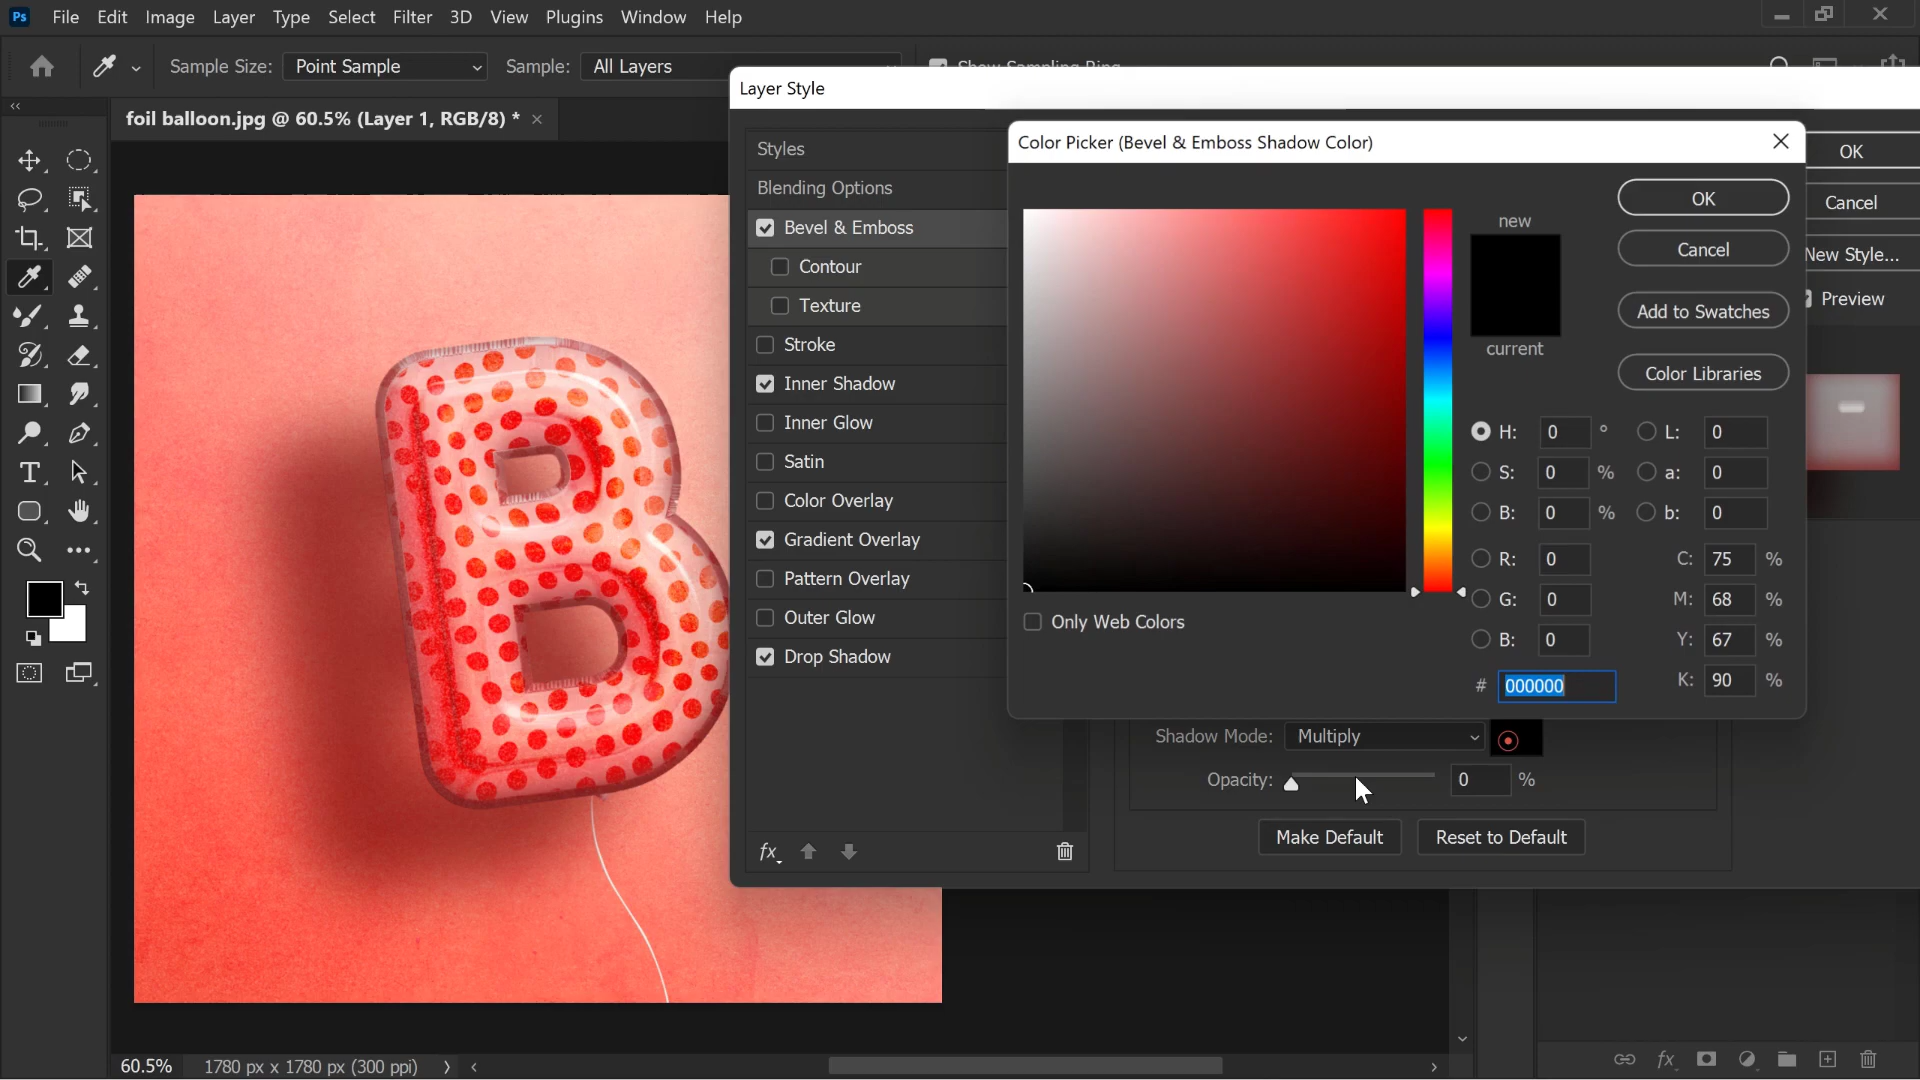 Ps File Edit Image Layer Type Select Filter 3D View Plugins Window Help
Sample Size: Point Sample Sample: All Layers Show Sampling Ring
foil balloon.jpg @ 60.5% (Layer 1, RGB/8) *
Layer Style
Styles
Blending Options
Bevel & Emboss
Contour
Texture
Stroke
Inner Shadow
Inner Glow
Satin
Color Overlay
Gradient Overlay
Pattern Overlay
Outer Glow
Drop Shadow
fx
Color Picker (Bevel & Emboss Shadow Color)
new
current
OK
Cancel
Add to Swatches
Color Libraries
H: 0 ° L: 0
S: 0 % a: 0
B: 0 % b: 0
R: 0 C: 75 %
G: 0 M: 68 %
B: 0 Y: 67 %
# 000000 K: 90 %
Only Web Colors
OK
Cancel
New Style...
Preview
Shadow Mode: Multiply
Opacity: 0 %
Make Default Reset to Default
B
60.5% 1780 px x 1780 px (300 ppi)
fx